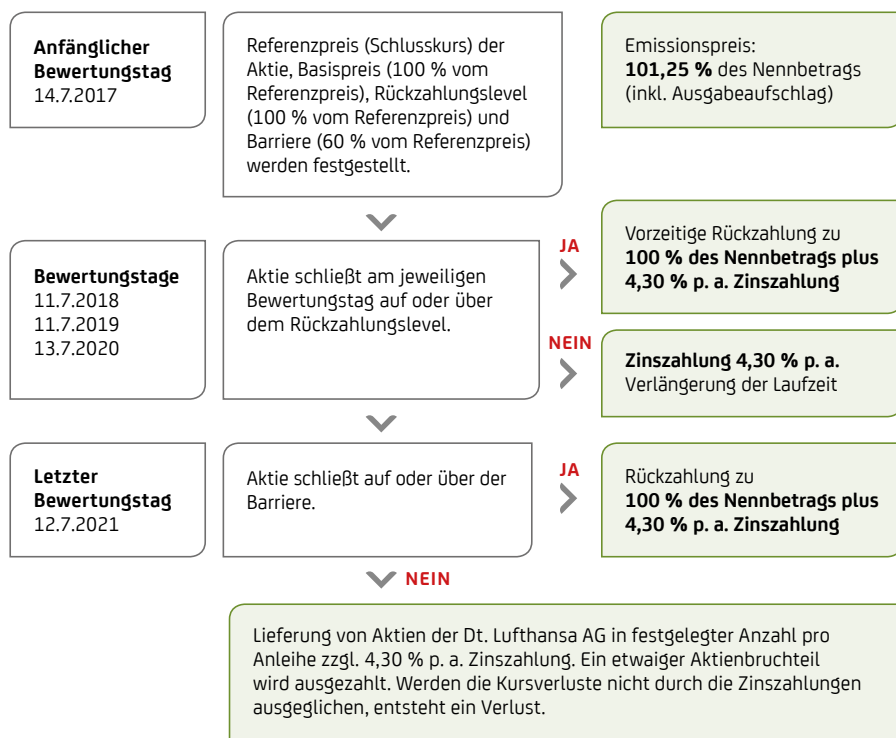 Anfänglicher
Bewertungstag
14.7.2017
Referenzpreis (Schlusskurs) der
Aktie, Basispreis (100 % vom
Referenzpreis), Rückzahlungslevel
(100 % vom Referenzpreis) und
Barriere (60 % vom Referenzpreis)
werden festgestellt.
Emissionspreis:
101,25 % des Nennbetrags
(inkl. Ausgabeaufschlag)
Bewertungstage
11.7.2018
11.7.2019
13.7.2020
Aktie schließt am jeweiligen
Bewertungstag auf oder über
dem Rückzahlungslevel.
JA
Vorzeitige Rückzahlung zu
100 % des Nennbetrags plus
4,30 % p. a. Zinszahlung
NEIN
Zinszahlung 4,30 % p. a.
Verlängerung der Laufzeit
Letzter
Bewertungstag
12.7.2021
Aktie schließt auf oder über der
Barriere.
JA
Rückzahlung zu
100 % des Nennbetrags plus
4,30 % p. a. Zinszahlung
NEIN
Lieferung von Aktien der Dt. Lufthansa AG in festgelegter Anzahl pro
Anleihe zzgl. 4,30 % p. a. Zinszahlung. Ein etwaiger Aktienbruchteil
wird ausgezahlt. Werden die Kursverluste nicht durch die Zinszahlungen
ausgeglichen, entsteht ein Verlust.